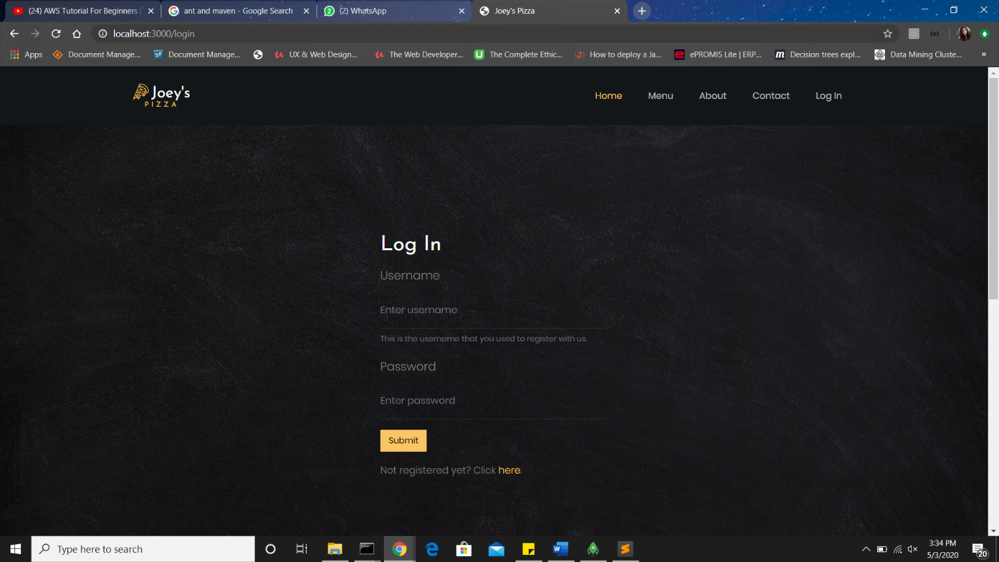 (24) AWS Tutorial For Beginners |
ant and maven - Google Search
(2) WhatsApp
Joey's Pizza
localhost:3000/login
Apps
Document Manage...
Document Manage...
UX & Web Design...
The Web Developer...
The Complete Ethic...
How to deploy a Ja...
ePROMIS Lite | ERP...
Decision trees expl...
Data Mining Cluste...
»
Joey's
PIZZA
Home
Menu
About
Contact
Log In
Log In
Username
Enter username
This is the username that you used to register with us.
Password
Enter password
Submit
Not registered yet? Click here.
Type here to search
3:34 PM
5/3/2020
20